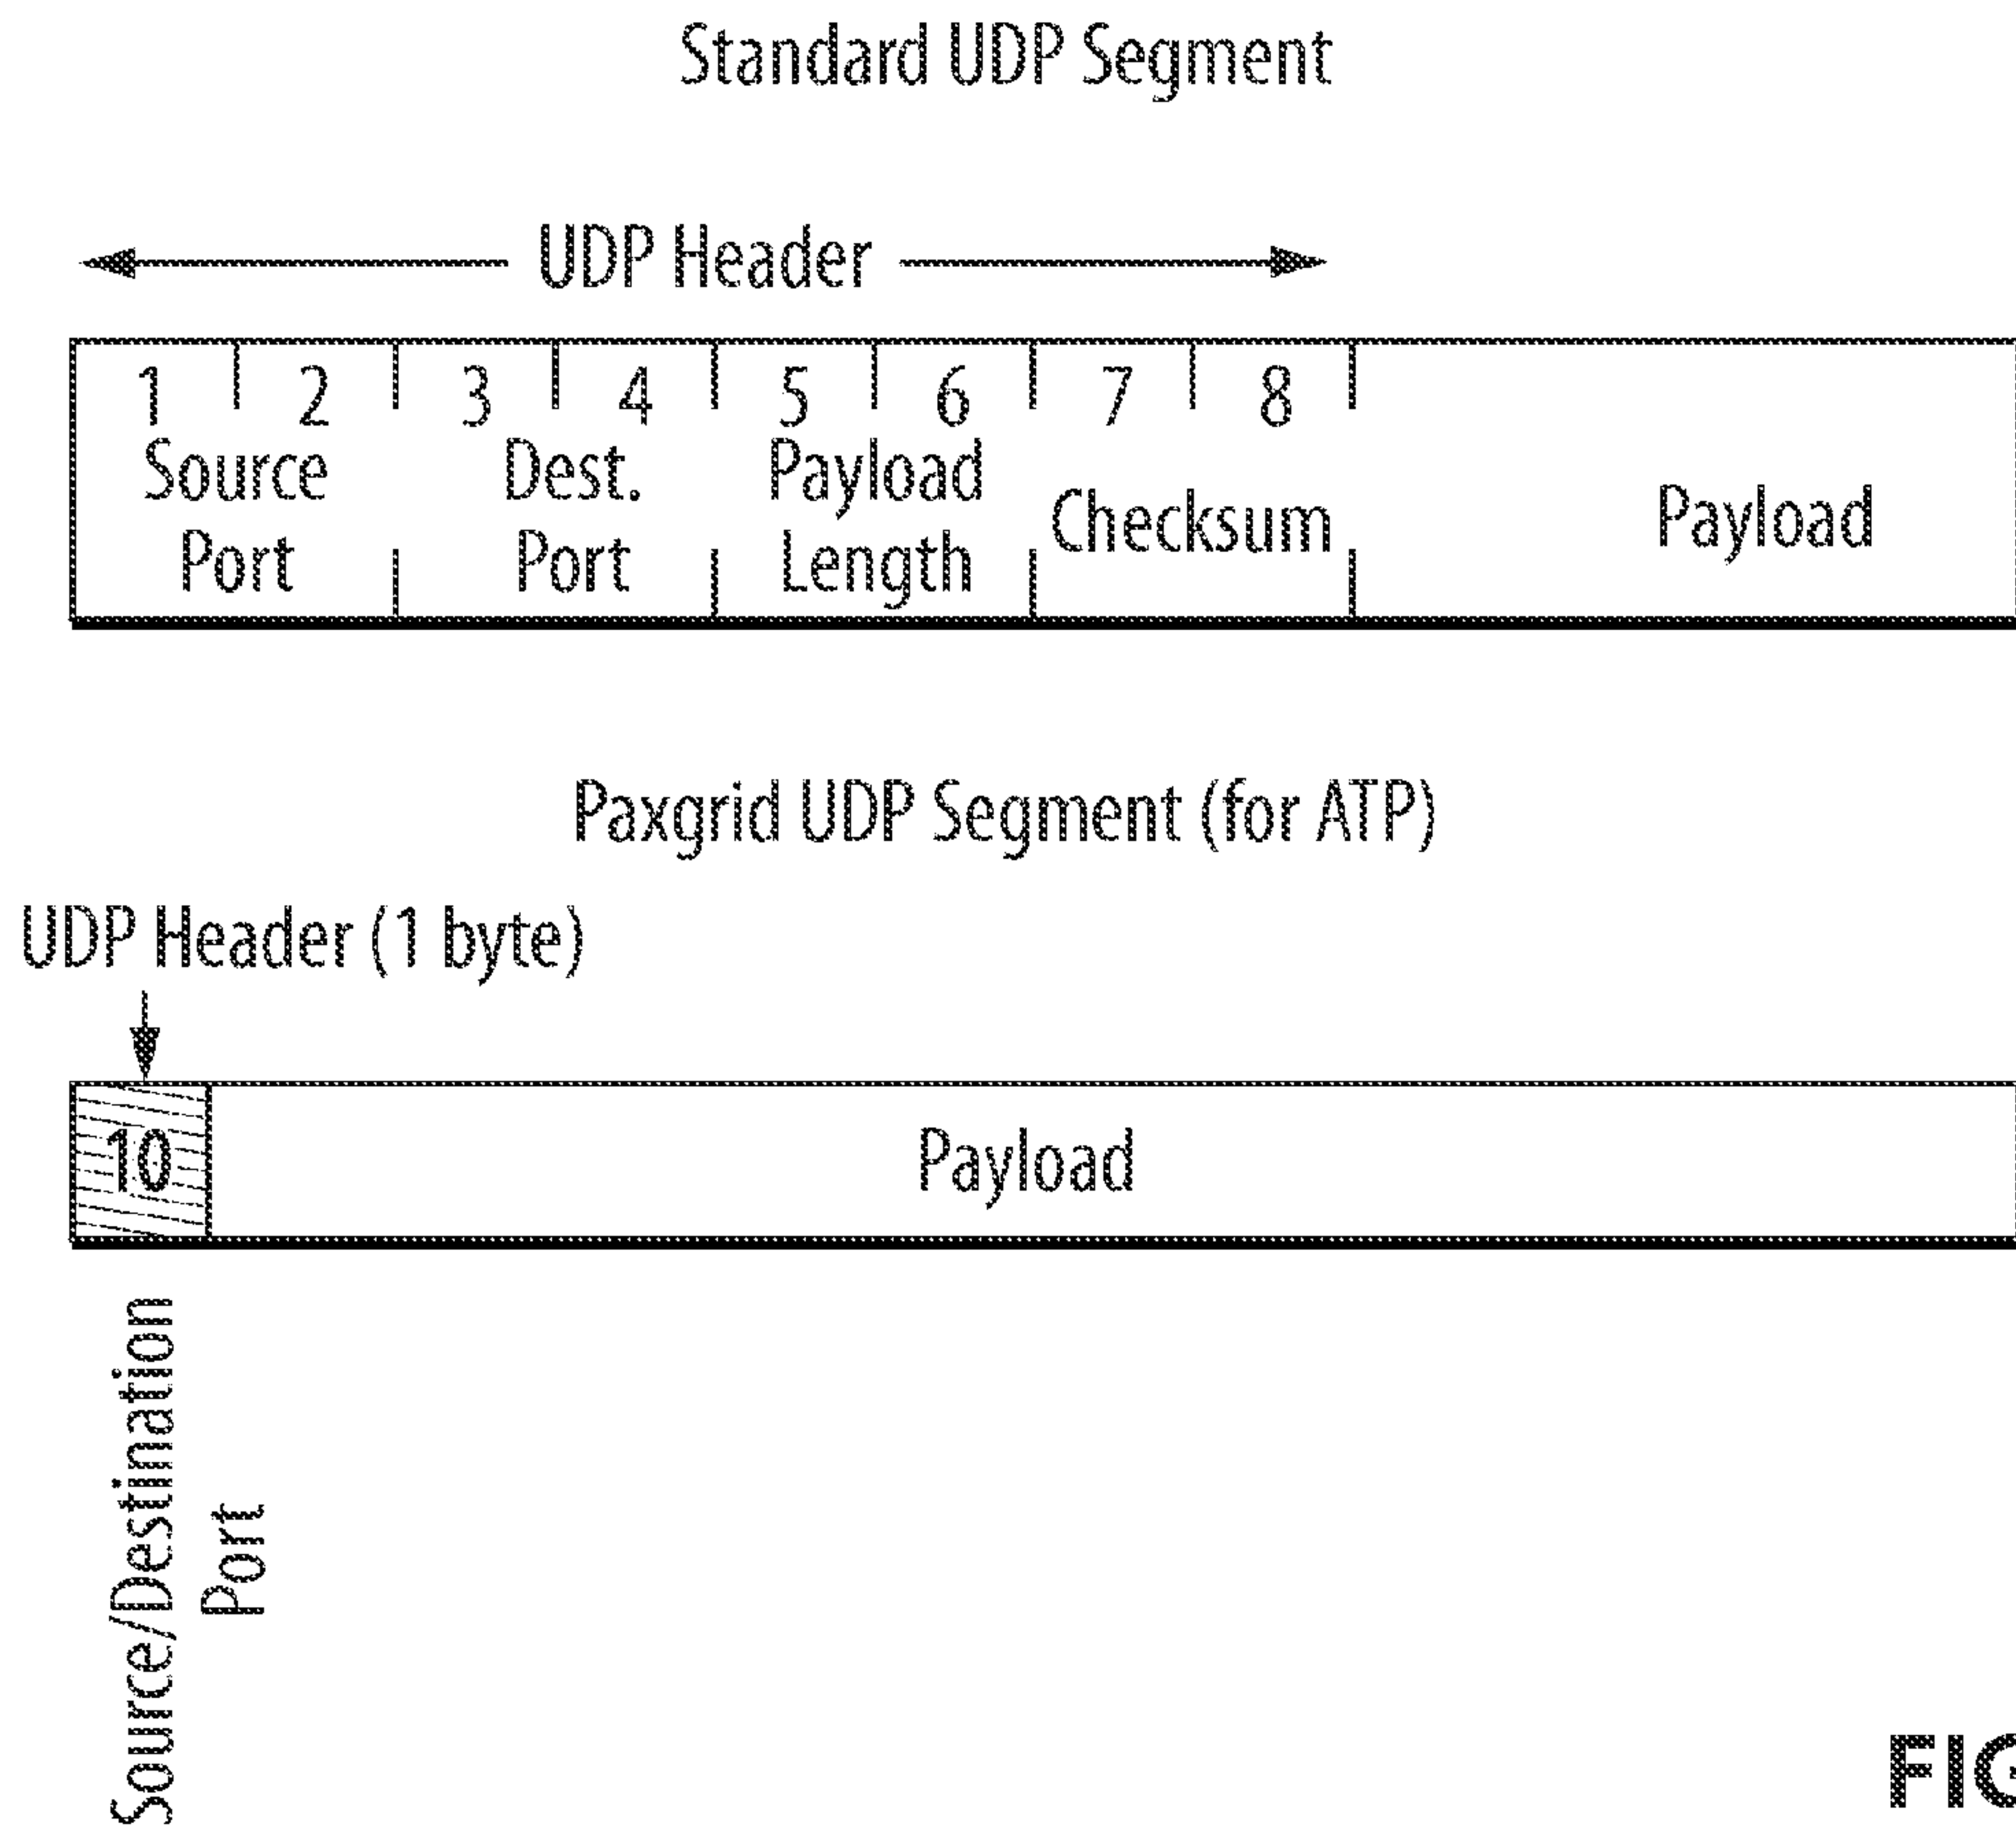 Standard UDP Segment
UDP Header
1 2 3 4 5 6 7 8
Source Port
Dest. Port
Payload Length
Checksum
Payload
Paxgrid UDP Segment (for ATP)
UDP Header (1 byte)
10
Payload
Source/Destination
Port